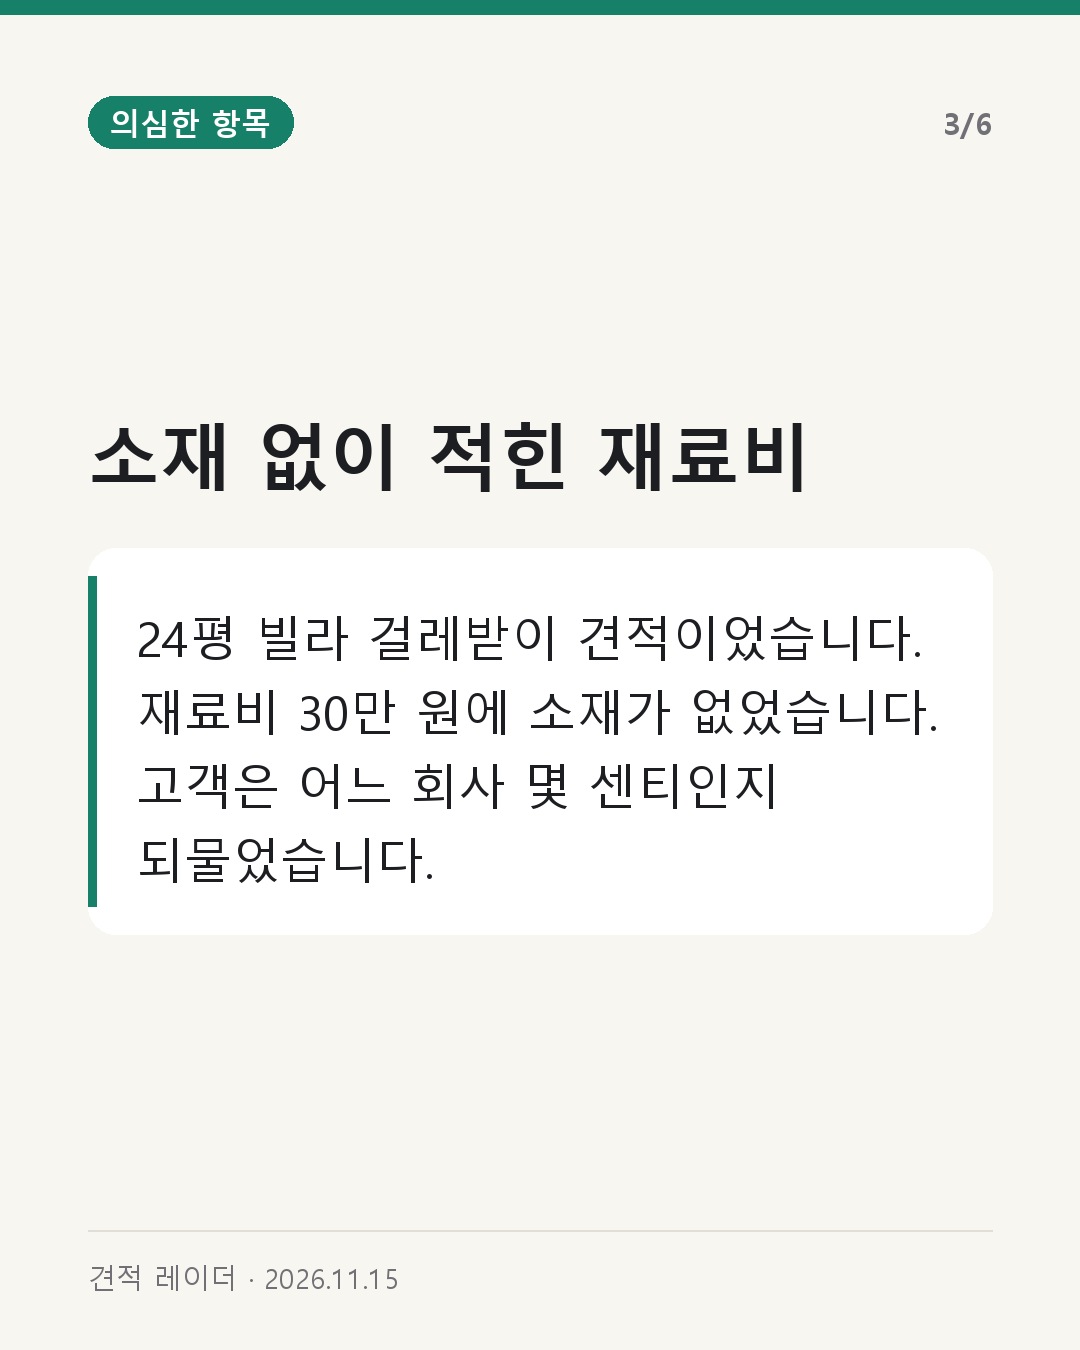 의심한 항목
3/6
소재 없이 적힌 재료비
24평 빌라 걸레받이 견적이었습니다.
재료비 30만 원에 소재가 없었습니다.
고객은 어느 회사 몇 센티인지
되물었습니다.
견적 레이더 · 2026.11.15